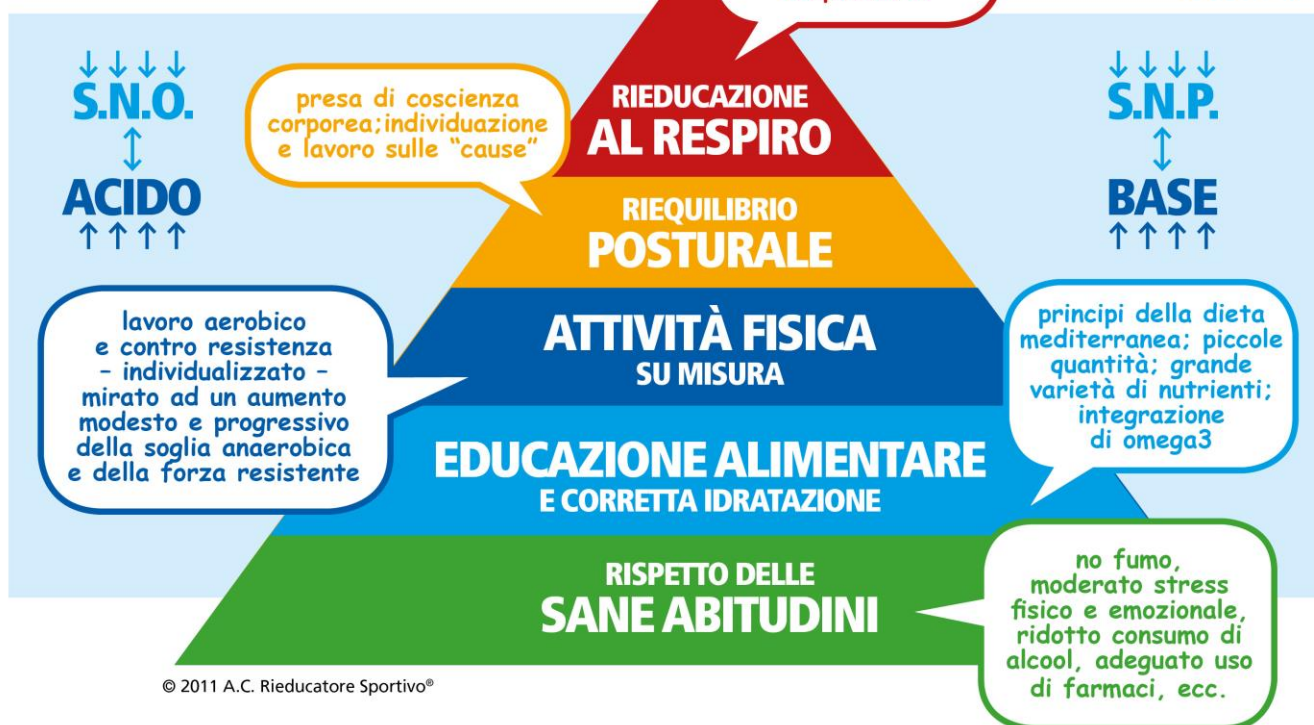 S.N.O.
ACIDO
presa di coscienza
corporea; individuazione
e lavoro sulle “cause”
RIEDUCAZIONE
AL RESPIRO
S.N.P.
BASE
RIEQUILIBRIO
POSTURALE
lavoro aerobico
e contro resistenza
- individualizzato -
mirato ad un aumento
modesto e progressivo
della soglia anaerobica
e della forza resistente
ATTIVITÀ FISICA
SU MISURA
principi della dieta
mediterranea; piccole
quantità; grande
varietà di nutrienti;
integrazione
di omega3
EDUCAZIONE ALIMENTARE
E CORRETTA IDRATAZIONE
RISPETTO DELLE
SANE ABITUDINI
no fumo,
moderato stress
fisico e emozionale,
ridotto consumo di
alcool, adeguato uso
di farmaci, ecc.
© 2011 A.C. Rieducatore Sportivo®